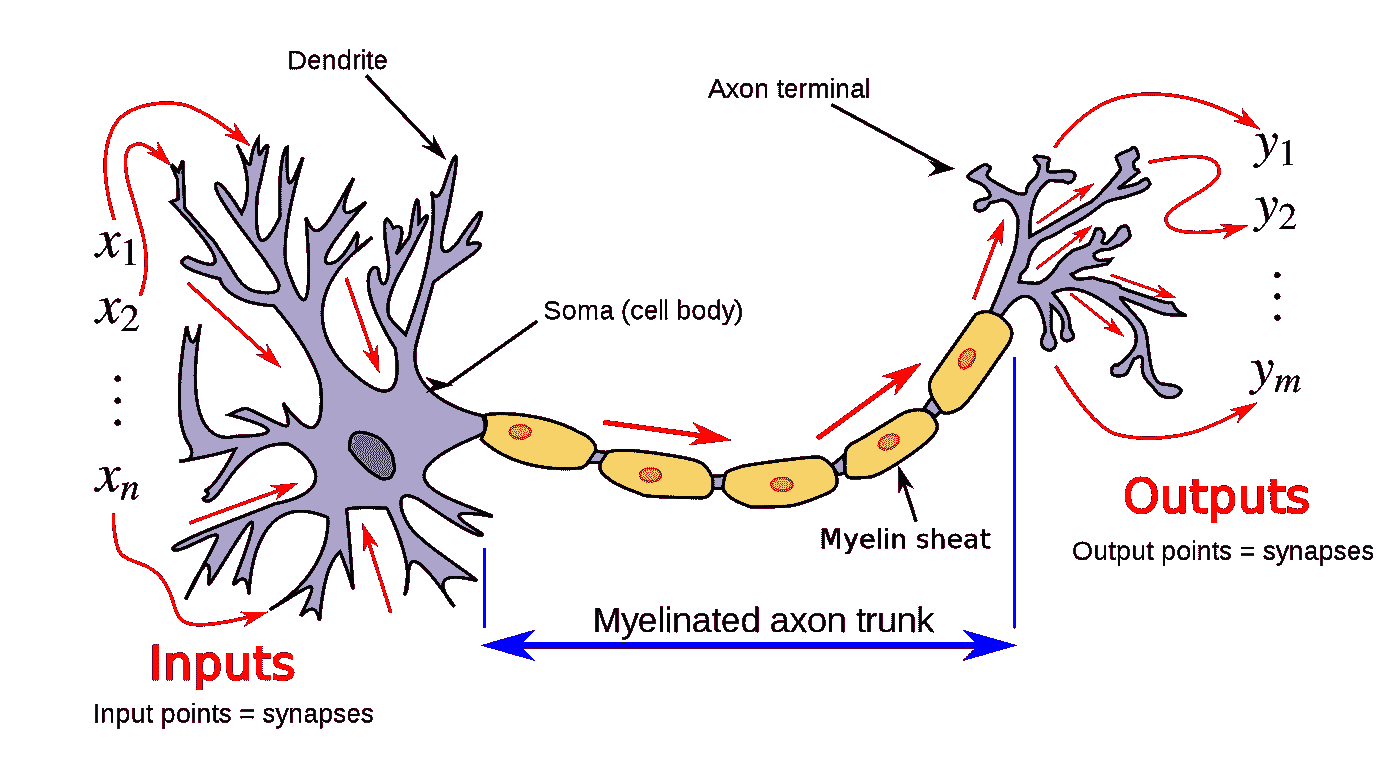 Dendrite
Axon terminal
x1
x2
⋮
xn
y1
y2
⋮
ym
Soma (cell body)
Myelin sheat
Outputs
Output points = synapses
Myelinated axon trunk
Inputs
Input points = synapses